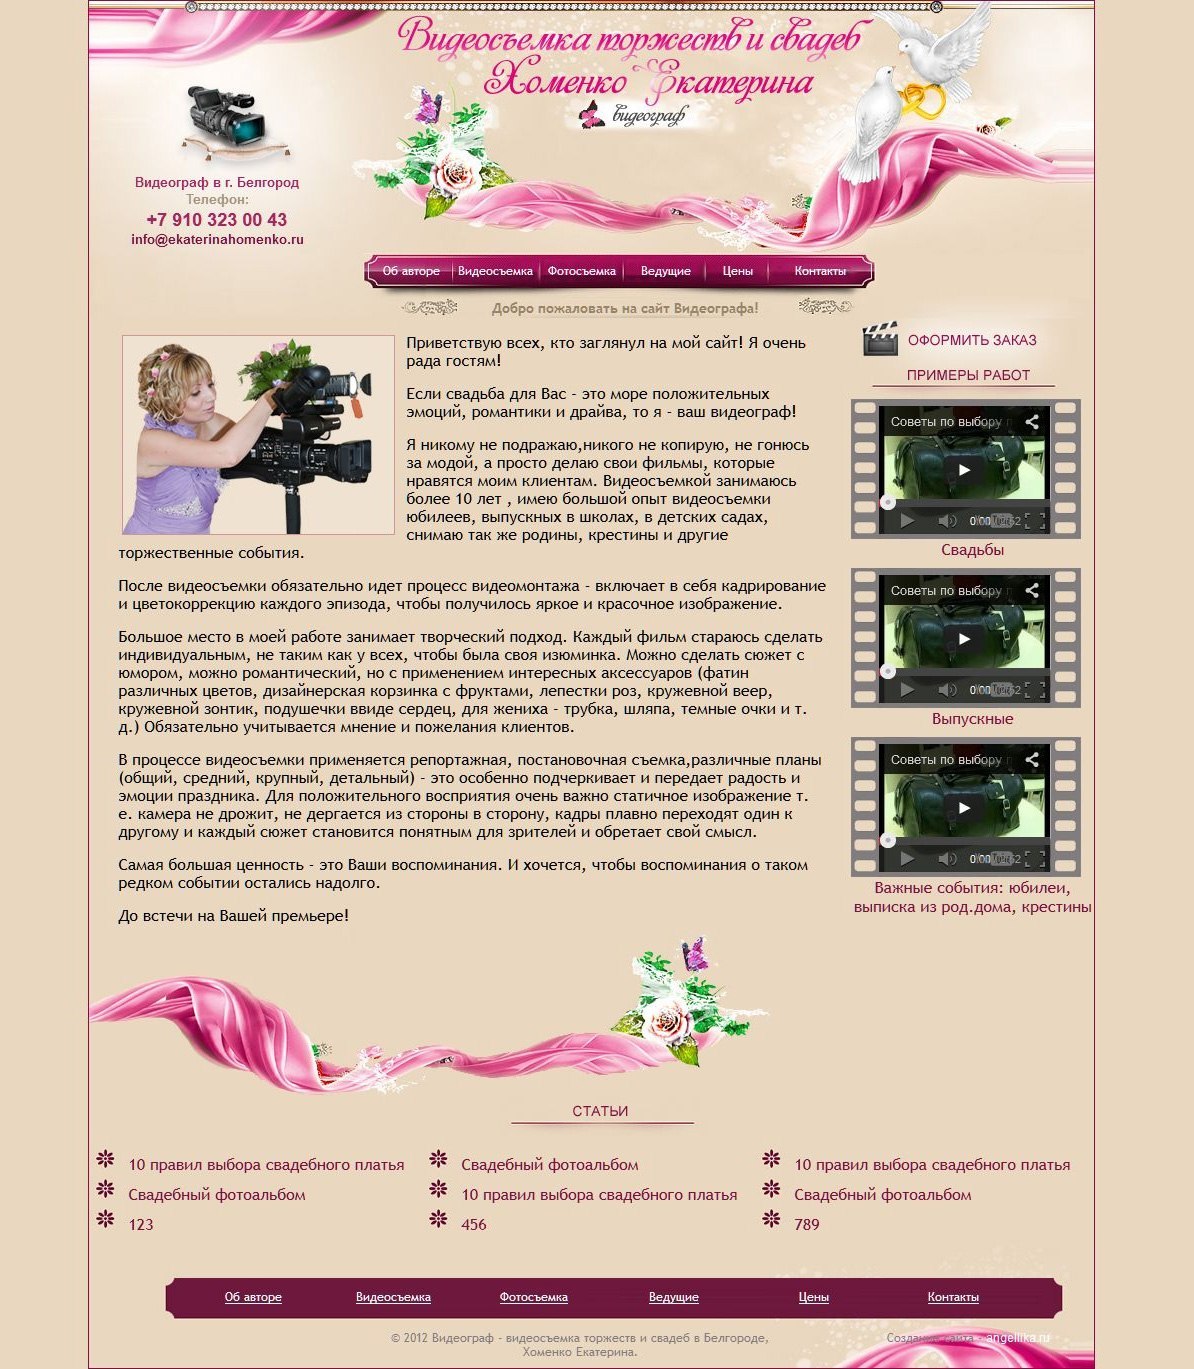 Видеосъемка торжеств и свадеб
Хоменко Екатерина
видеограф
Видеограф в г. Белгород
Телефон:
+7 910 323 00 43
info@ekaterinahomenko.ru
Об авторе Видеосъемка Фотосъемка Ведущие Цены Контакты
Добро пожаловать на сайт Видеографа!
Приветствую всех, кто заглянул на мой сайт! Я очень
рада гостям!
Если свадьба для Вас - это море положительных
эмоций, романтики и драйва, то я - ваш видеограф!
Я никому не подражаю,никого не копирую, не гонюсь
за модой, а просто делаю свои фильмы, которые
нравятся моим клиентам. Видеосъемкой занимаюсь
более 10 лет , имею большой опыт видеосъемки
юбилеев, выпускных в школах, в детских садах,
снимаю так же родины, крестины и другие
торжественные события.
После видеосъемки обязательно идет процесс видеомонтажа - включает в себя кадрирование
и цветокоррекцию каждого эпизода, чтобы получилось яркое и красочное изображение.
Большое место в моей работе занимает творческий подход. Каждый фильм стараюсь сделать
индивидуальным, не таким как у всех, чтобы была своя изюминка. Можно сделать сюжет с
юмором, можно романтический, но с применением интересных аксессуаров (фатин
различных цветов, дизайнерская корзинка с фруктами, лепестки роз, кружевной веер,
кружевной зонтик, подушечки ввиде сердец, для жениха - трубка, шляпа, темные очки и т.
д.) Обязательно учитывается мнение и пожелания клиентов.
В процессе видеосъемки применяется репортажная, постановочная съемка,различные планы
(общий, средний, крупный, детальный) - это особенно подчеркивает и передает радость и
эмоции праздника. Для положительного восприятия очень важно статичное изображение т.
е. камера не дрожит, не дергается из стороны в сторону, кадры плавно переходят один к
другому и каждый сюжет становится понятным для зрителей и обретает свой смысл.
Самая большая ценность - это Ваши воспоминания. И хочется, чтобы воспоминания о таком
редком событии остались надолго.
До встечи на Вашей премьере!
ОФОРМИТЬ ЗАКАЗ
ПРИМЕРЫ РАБОТ
Советы по выбору
Свадьбы
Советы по выбору
Выпускные
Советы по выбору
Важные события: юбилеи,
выписка из род.дома, крестины
СТАТЬИ
10 правил выбора свадебного платья Свадебный фотоальбом 10 правил выбора свадебного платья
Свадебный фотоальбом 10 правил выбора свадебного платья Свадебный фотоальбом
123 456 789
Об авторе Видеосъемка Фотосъемка Ведущие Цены Контакты
© 2012 Видеограф - видеосъемка торжеств и свадеб в Белгороде,
Хоменко Екатерина.
Создание сайта - angelika.ru